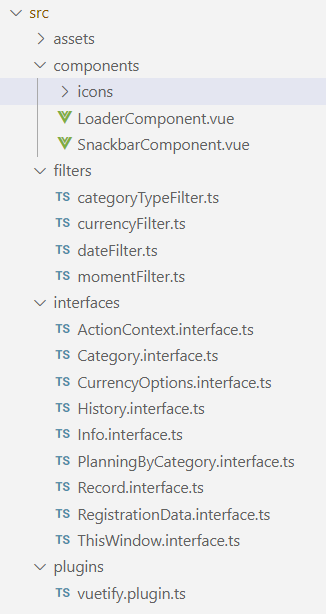 src
assets
components
icons
LoaderComponent.vue
SnackbarComponent.vue
filters
TS categoryTypeFilter.ts
TS currencyFilter.ts
TS dateFilter.ts
TS momentFilter.ts
interfaces
TS ActionContext.interface.ts
TS Category.interface.ts
TS CurrencyOptions.interface.ts
TS History.interface.ts
TS Info.interface.ts
TS PlanningByCategory.interface.ts
TS Record.interface.ts
TS RegistrationData.interface.ts
TS ThisWindow.interface.ts
plugins
TS vuetify.plugin.ts